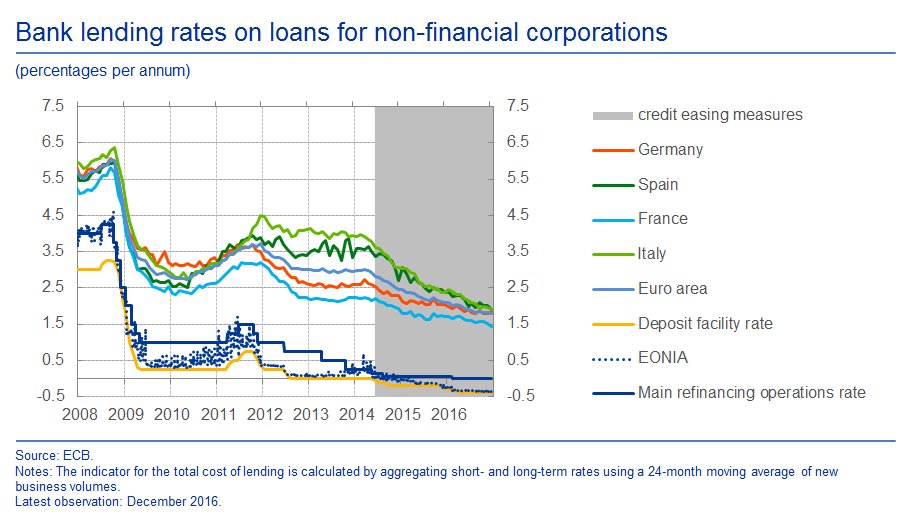 Bank lending rates on loans for non-financial corporations
(percentages per annum)
7.5
6.5
5.5
4.5
3.5
2.5
1.5
0.5
-0.5
7.5
6.5
5.5
4.5
3.5
2.5
1.5
0.5
-0.5
2008 2009 2010 2011 2012 2013 2014 2015 2016
credit easing measures
Germany
Spain
France
Italy
Euro area
Deposit facility rate
EONIA
Main refinancing operations rate
Source: ECB.
Notes: The indicator for the total cost of lending is calculated by aggregating short- and long-term rates using a 24-month moving average of new
business volumes.
Latest observation: December 2016.